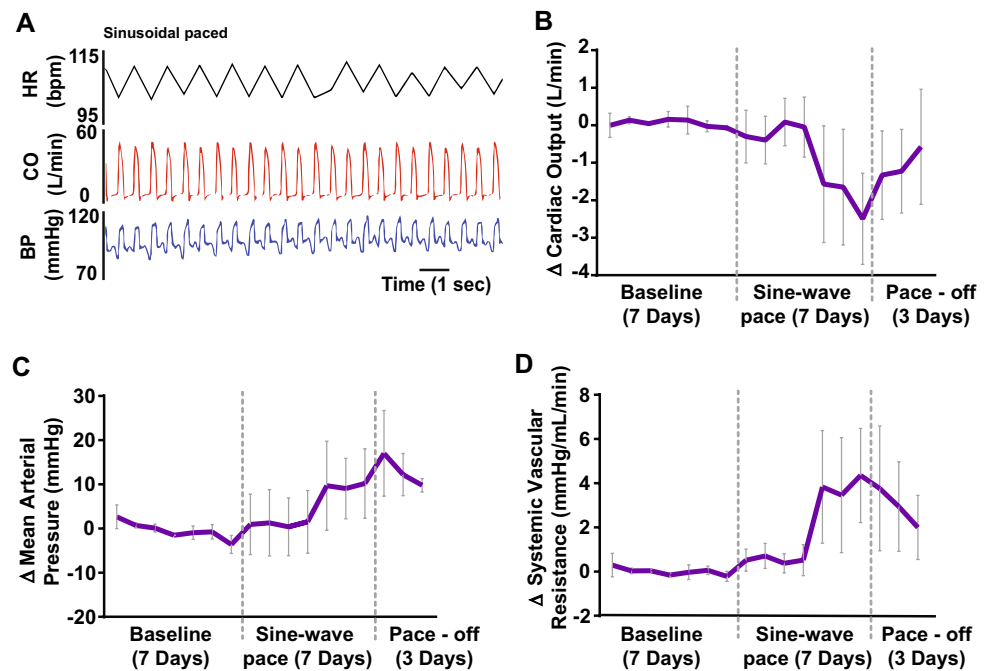 A
Sinusoidal paced
HR
(bpm)
115
95
CO
(L/min)
60
0
BP
(mmHg)
120
70
Time (1 sec)
B
Δ Cardiac Output (L/min)
2
1
0
-1
-2
-3
-4
Baseline
(7 Days)
Sine-wave
pace (7 Days)
Pace - off
(3 Days)
C
Δ Mean Arterial
Pressure (mmHg)
30
20
10
0
-10
-20
Baseline
(7 Days)
Sine-wave
pace (7 Days)
Pace - off
(3 Days)
D
Δ Systemic Vascular
Resistance (mmHg/mL/min)
8
6
4
2
0
-2
Baseline
(7 Days)
Sine-wave
pace (7 Days)
Pace - off
(3 Days)